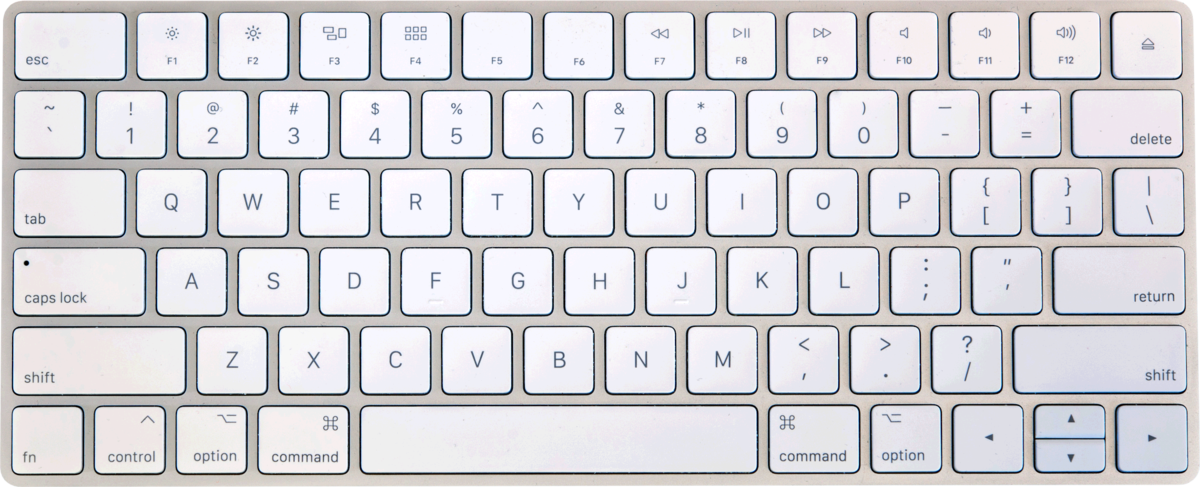 esc F1 F2 F3 F4 F5 F6 F7 F8 F9 F10 F11 F12
~ ! @ # $ % ^ & * ( ) — +
` 1 2 3 4 5 6 7 8 9 0 - = delete
tab Q W E R T Y U I O P { } |
[ ] \
caps lock A S D F G H J K L : "
; ' return
shift Z X C V B N M < > ?
, . / shift
⌃ ⌥ ⌘ ⌘ ⌥
fn control option command command option ◀ ▲ ▼ ▶